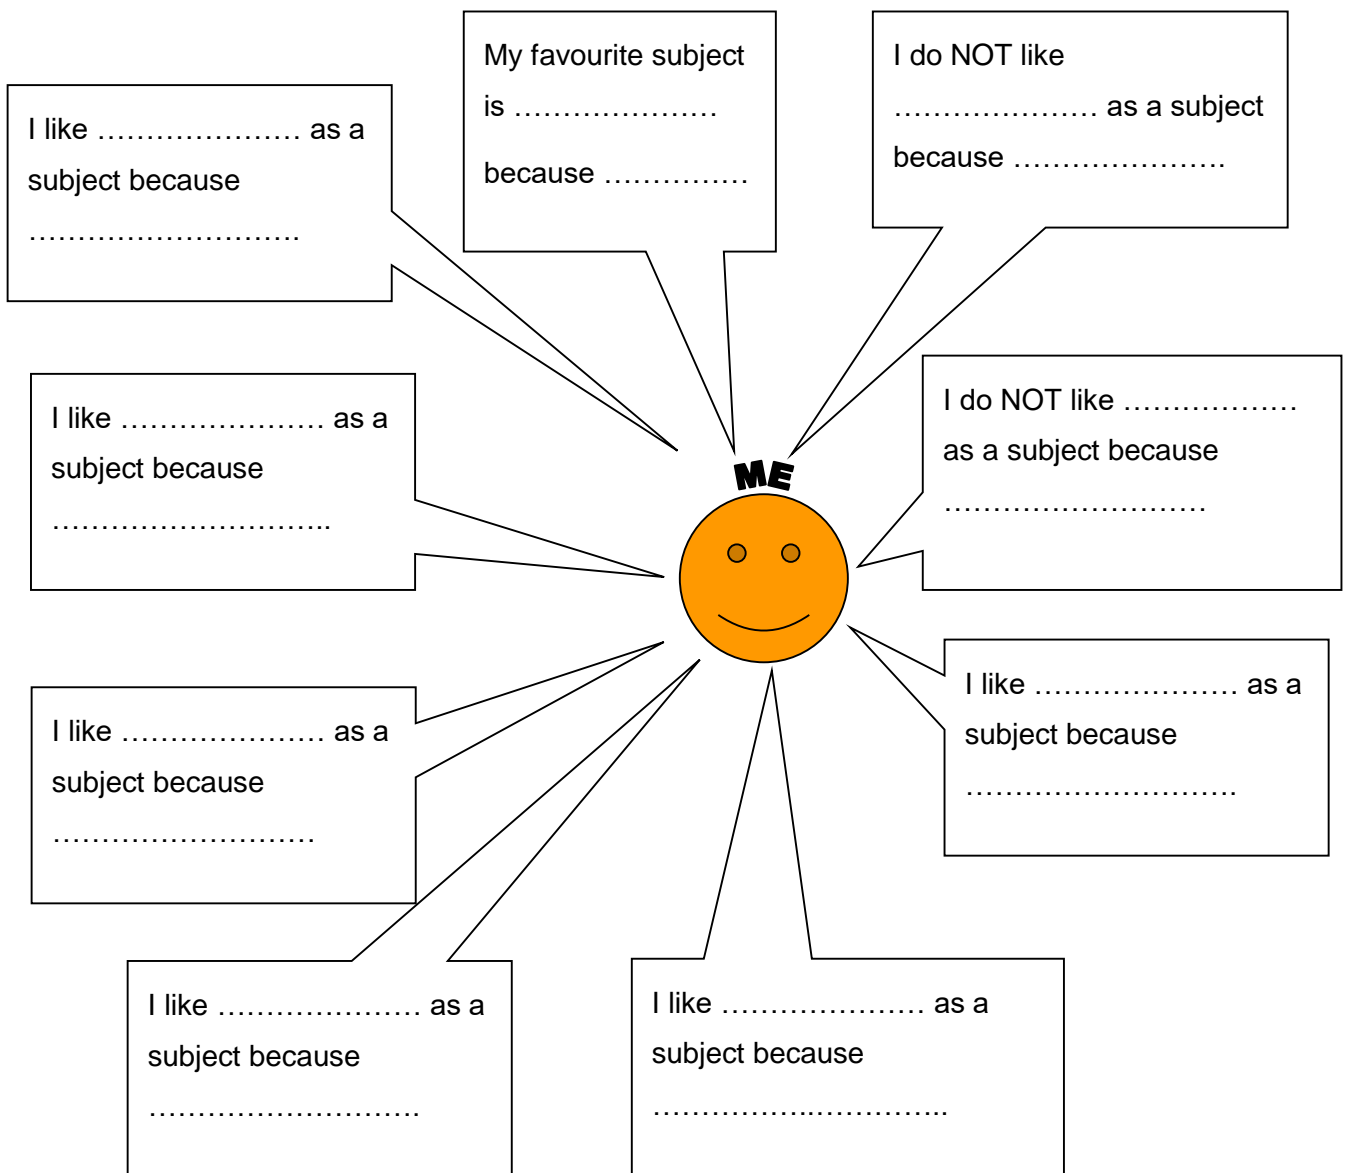 My favourite subject
is …………………
because ……………
I do NOT like
………………… as a subject
because ………………….
I like ………………… as a
subject because
……………………….
I like ………………… as a
subject because
………………………..
I do NOT like ………………
as a subject because
………………………
ME
I like ………………… as a
subject because
………………………
I like ………………… as a
subject because
……………………….
I like ………………… as a
subject because
……………………….
I like ………………… as a
subject because
……………..…………..